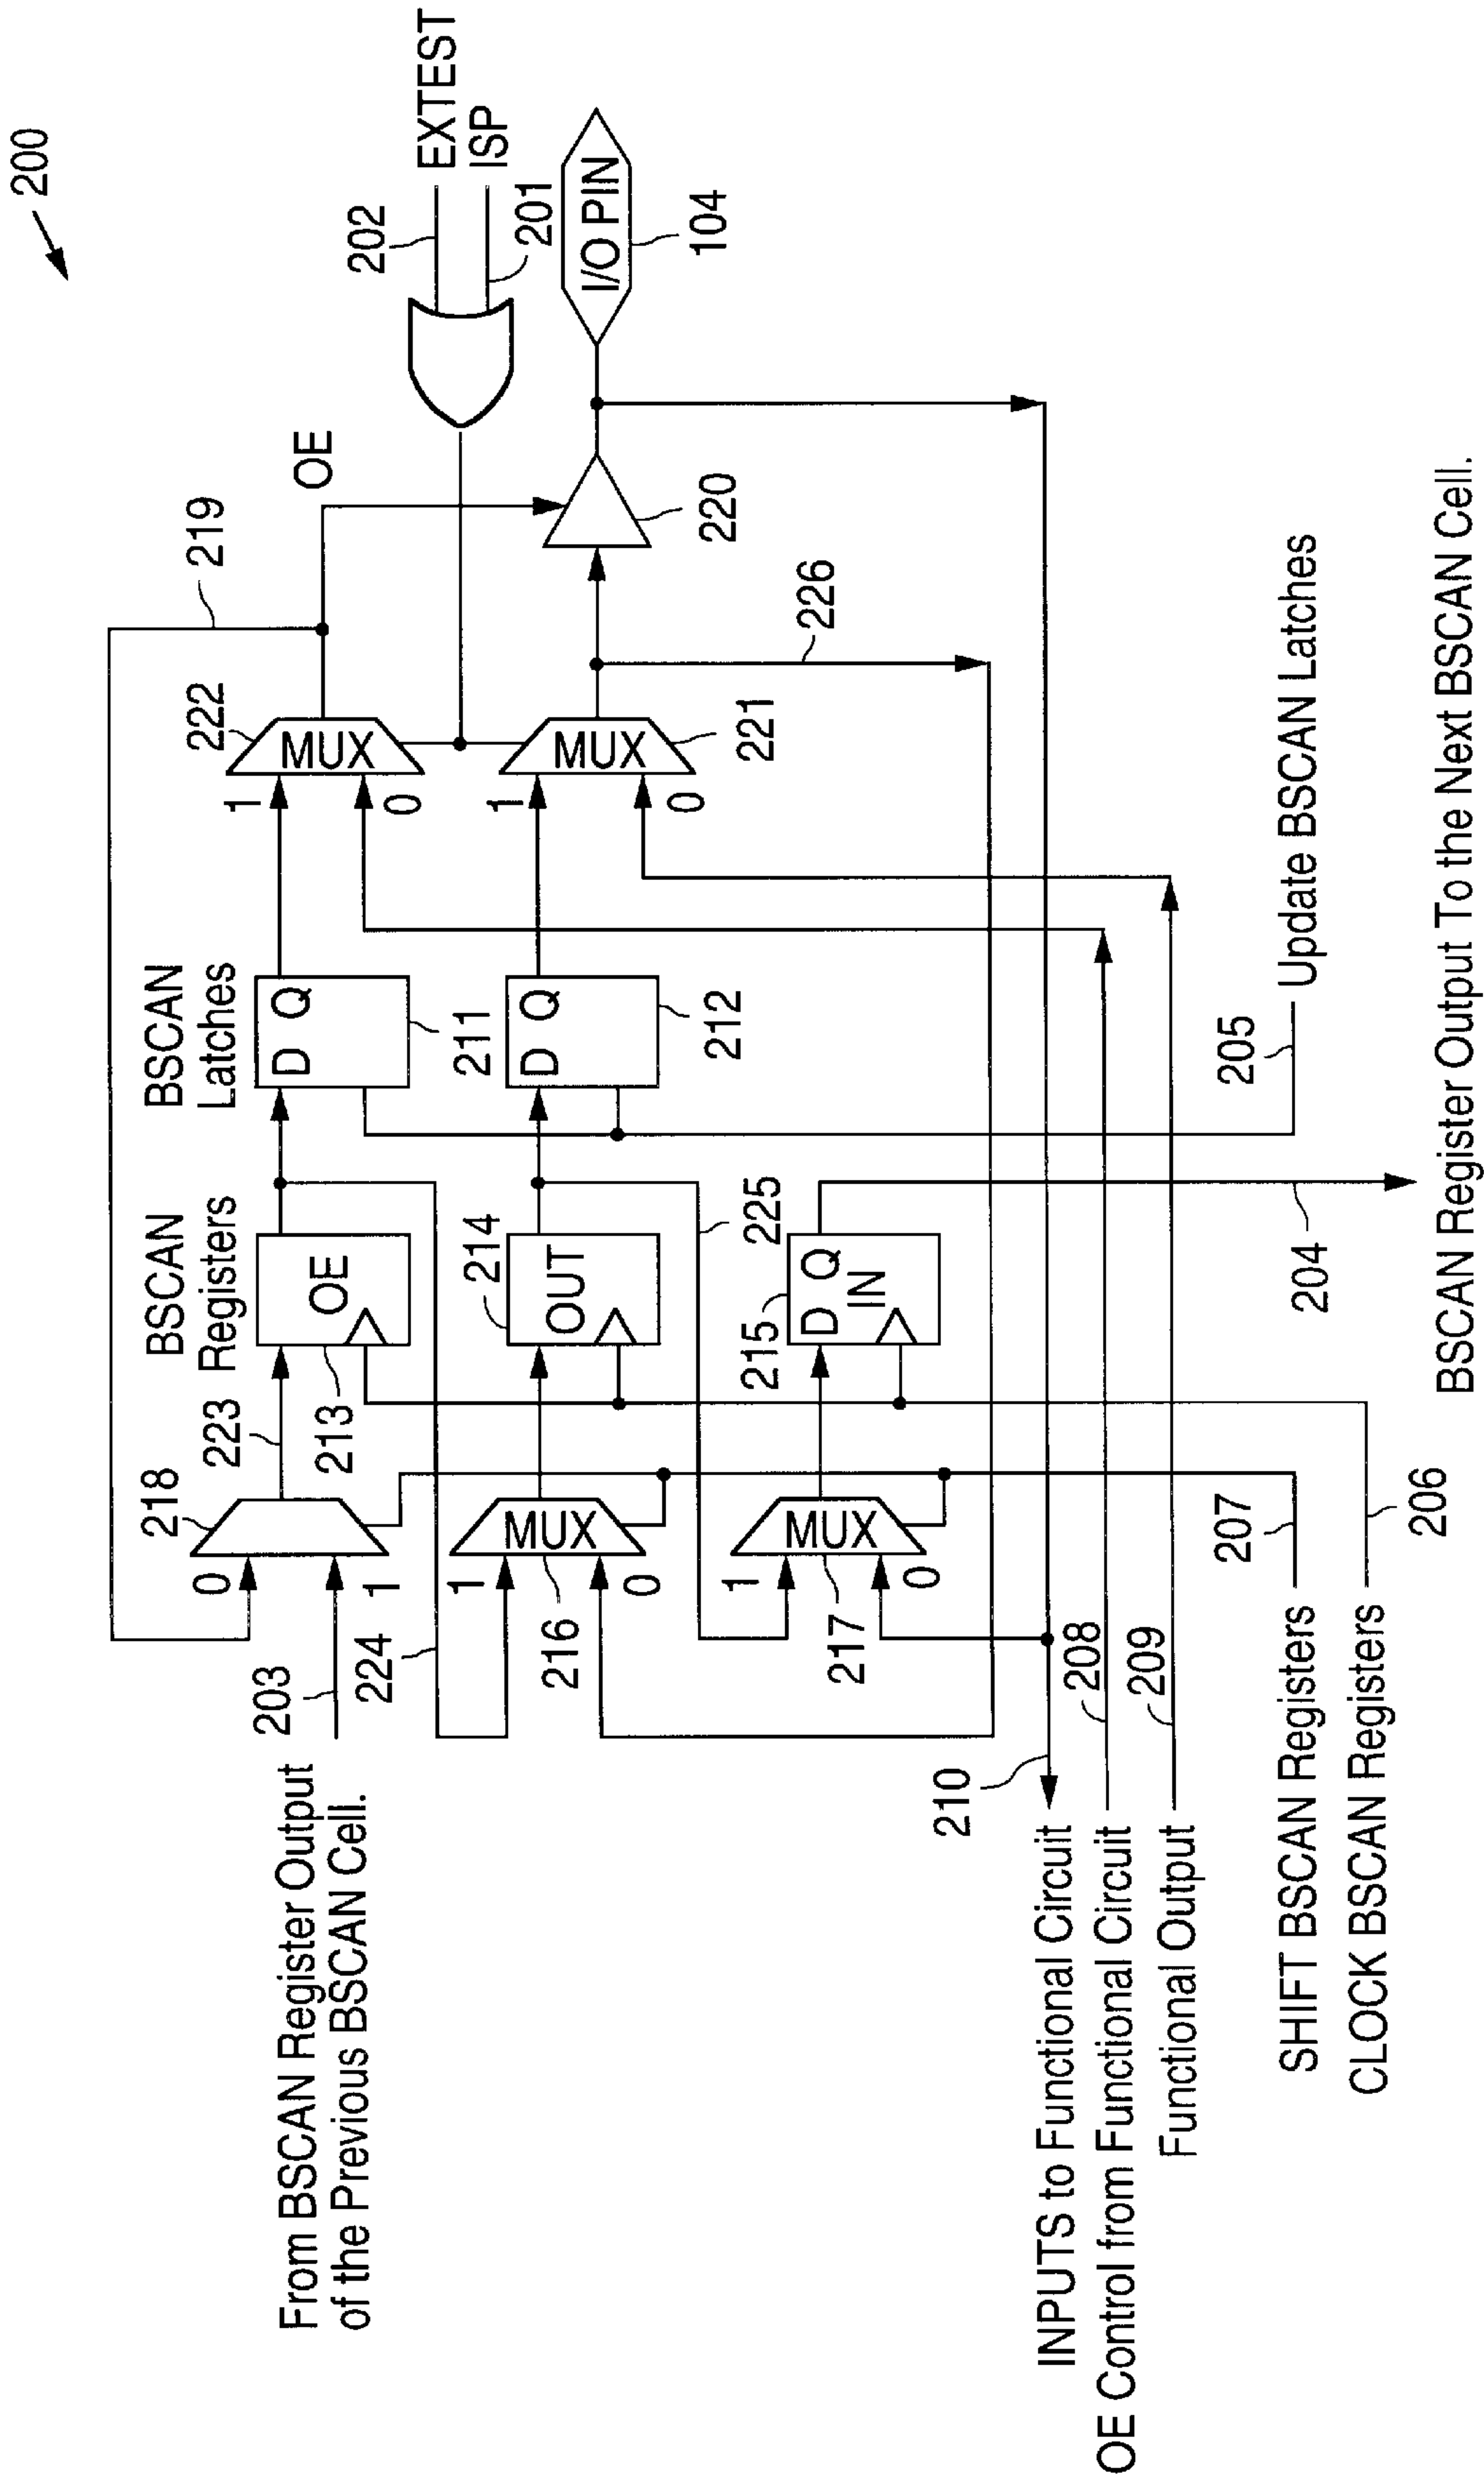 200
219
OE
202
EXTEST
ISP
201
I/O PIN
104
218
0
1
223
BSCAN
Registers
OE
213
BSCAN
Latches
D Q
211
1
0
222
MUX
From BSCAN Register Output
of the Previous BSCAN Cell.
203
224
1
0
MUX
216
214
OUT
D Q
212
1
0
MUX
221
226
220
1
0
MUX
217
225
215
D Q
IN
210
208
209
INPUTS to Functional Circuit
OE Control from Functional Circuit
Functional Output
SHIFT BSCAN Registers
207
CLOCK BSCAN Registers
206
204
205
Update BSCAN Latches
BSCAN Register Output To the Next BSCAN Cell.